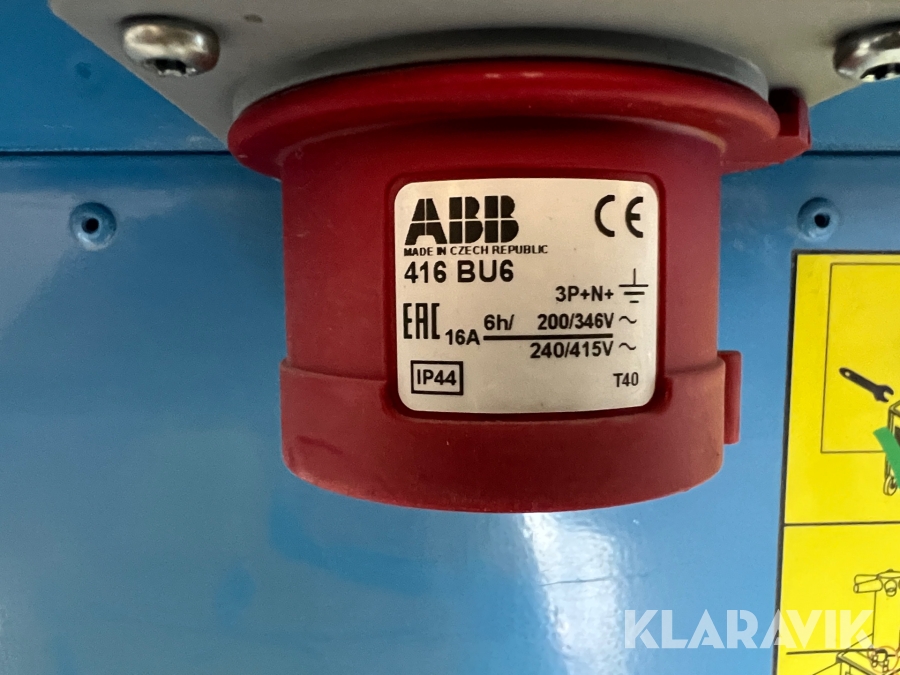 ABB
CE
MADE IN CZECH REPUBLIC
416 BU6
3P+N+
EAC
16A 6h/ 200/346V ~
240/415V ~
IP44
T40
KLARAVIK